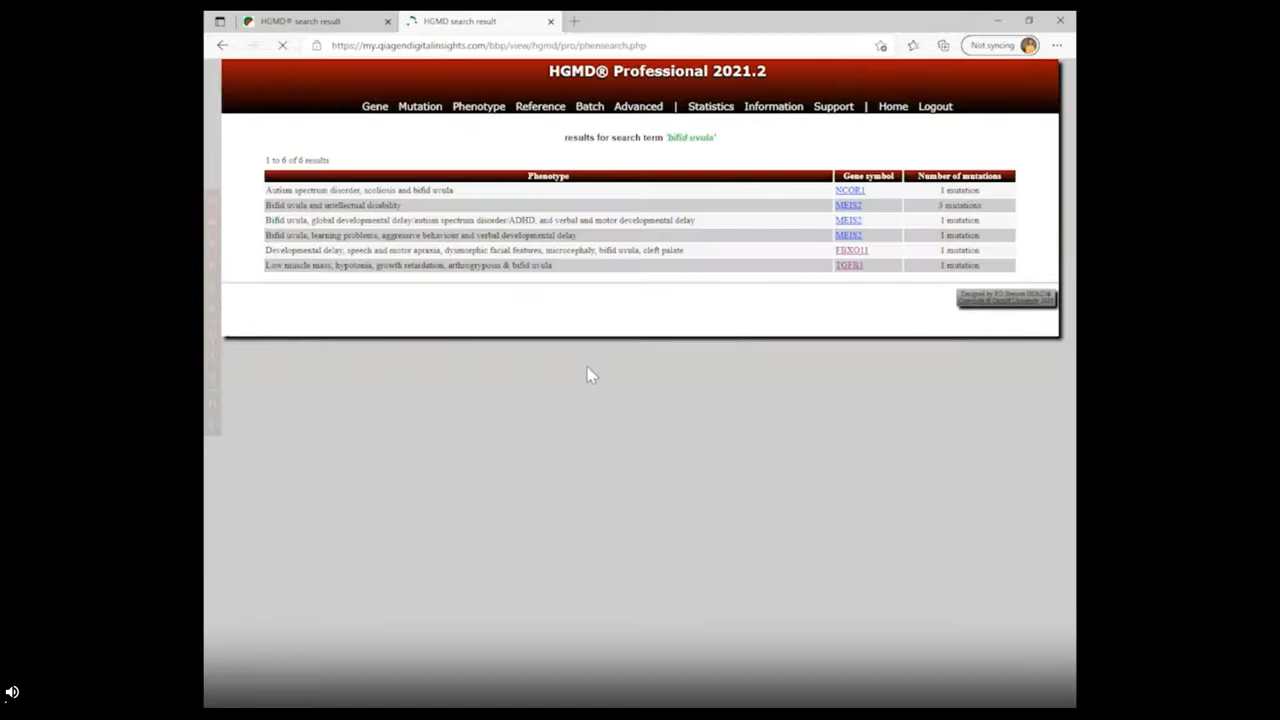 HGMD® search result
HGMD search result
https://my.qiagendigitalinsights.com/bbp/view/hgmd/pro/phensearch.php
Not syncing
HGMD® Professional 2021.2
Gene Mutation Phenotype Reference Batch Advanced | Statistics Information Support | Home Logout
results for search term 'bifid uvula'
1 to 6 of 6 results
Phenotype Gene symbol Number of mutations
Autism spectrum disorder, scoliosis and bifid uvula NCOR1 1 mutation
Bifid uvula and intellectual disability MEIS2 3 mutations
Bifid uvula, global developmental delay/autism spectrum disorder/ADHD, and verbal and motor developmental delay MEIS2 1 mutation
Bifid uvula, learning problems, aggressive behaviour and verbal developmental delay MEIS2 1 mutation
Developmental delay, speech and motor apraxia, dysmorphic facial features, microcephaly, bifid uvula, cleft palate FBXO11 1 mutation
Low muscle mass, hypotonia, growth retardation, arthrogryposis & bifid uvula TGFB3 1 mutation